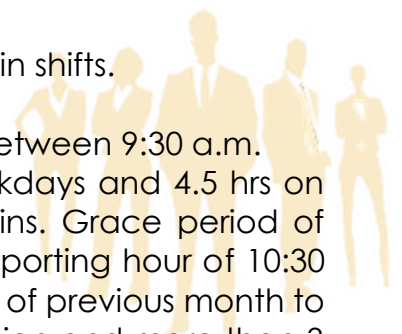 in shifts.
etween 9:30 a.m.
kdays and 4.5 hrs on
ins. Grace period of
porting hour of 10:30
of previous month to